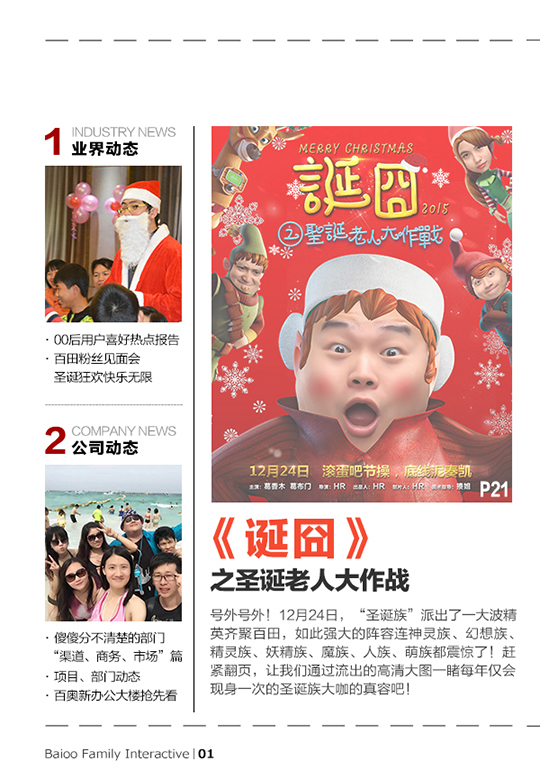 1
INDUSTRY NEWS
业界动态
· 00后用户喜好热点报告
· 百田粉丝见面会
圣诞狂欢快乐无限
2
COMPANY NEWS
公司动态
· 傻傻分不清楚的部门
“渠道、商务、市场”篇
· 项目、部门动态
· 百奥新办公大楼抢先看
MERRY CHRISTMAS
誕囧
2015
之聖誕老人大作戰
12月24日 滚蛋吧节操，底线完奏凯
主演：葛香木 葛布门 导演：HR 出品人：HR 制片人：HR
P21
《诞囧》
之圣诞老人大作战
号外号外！12月24日，“圣诞族”派出了一大波精
英齐聚百田，如此强大的阵容连神灵族、幻想族、
精灵族、妖精族、魔族、人族、萌族都震惊了！赶
紧翻页，让我们通过流出的高清大图一睹每年仅会
现身一次的圣诞族大咖的真容吧！
Baioo Family Interactive | 01